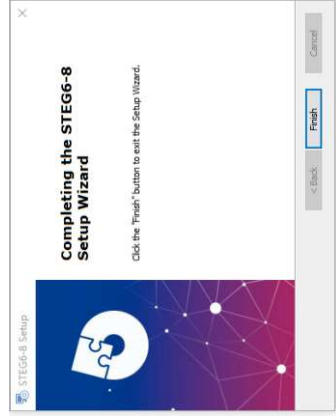 STEG6-8 Setup
Completing the STEG6-8
Setup Wizard
Click the "Finish" button to exit the Setup Wizard.
< Back
Finish
Cancel